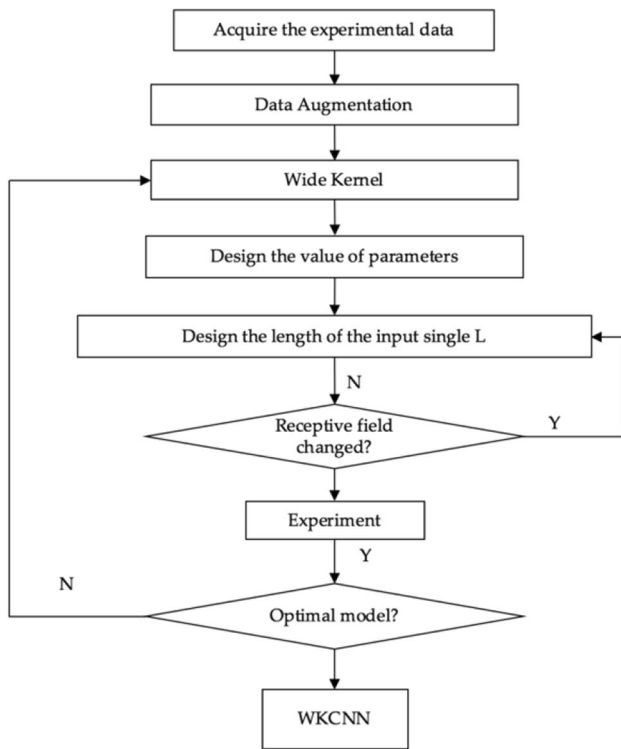 Acquire the experimental data
Data Augmentation
Wide Kernel
Design the value of parameters
Design the length of the input single L
N
Receptive field
changed?
Y
Experiment
Y
N
Optimal model?
WKCNN